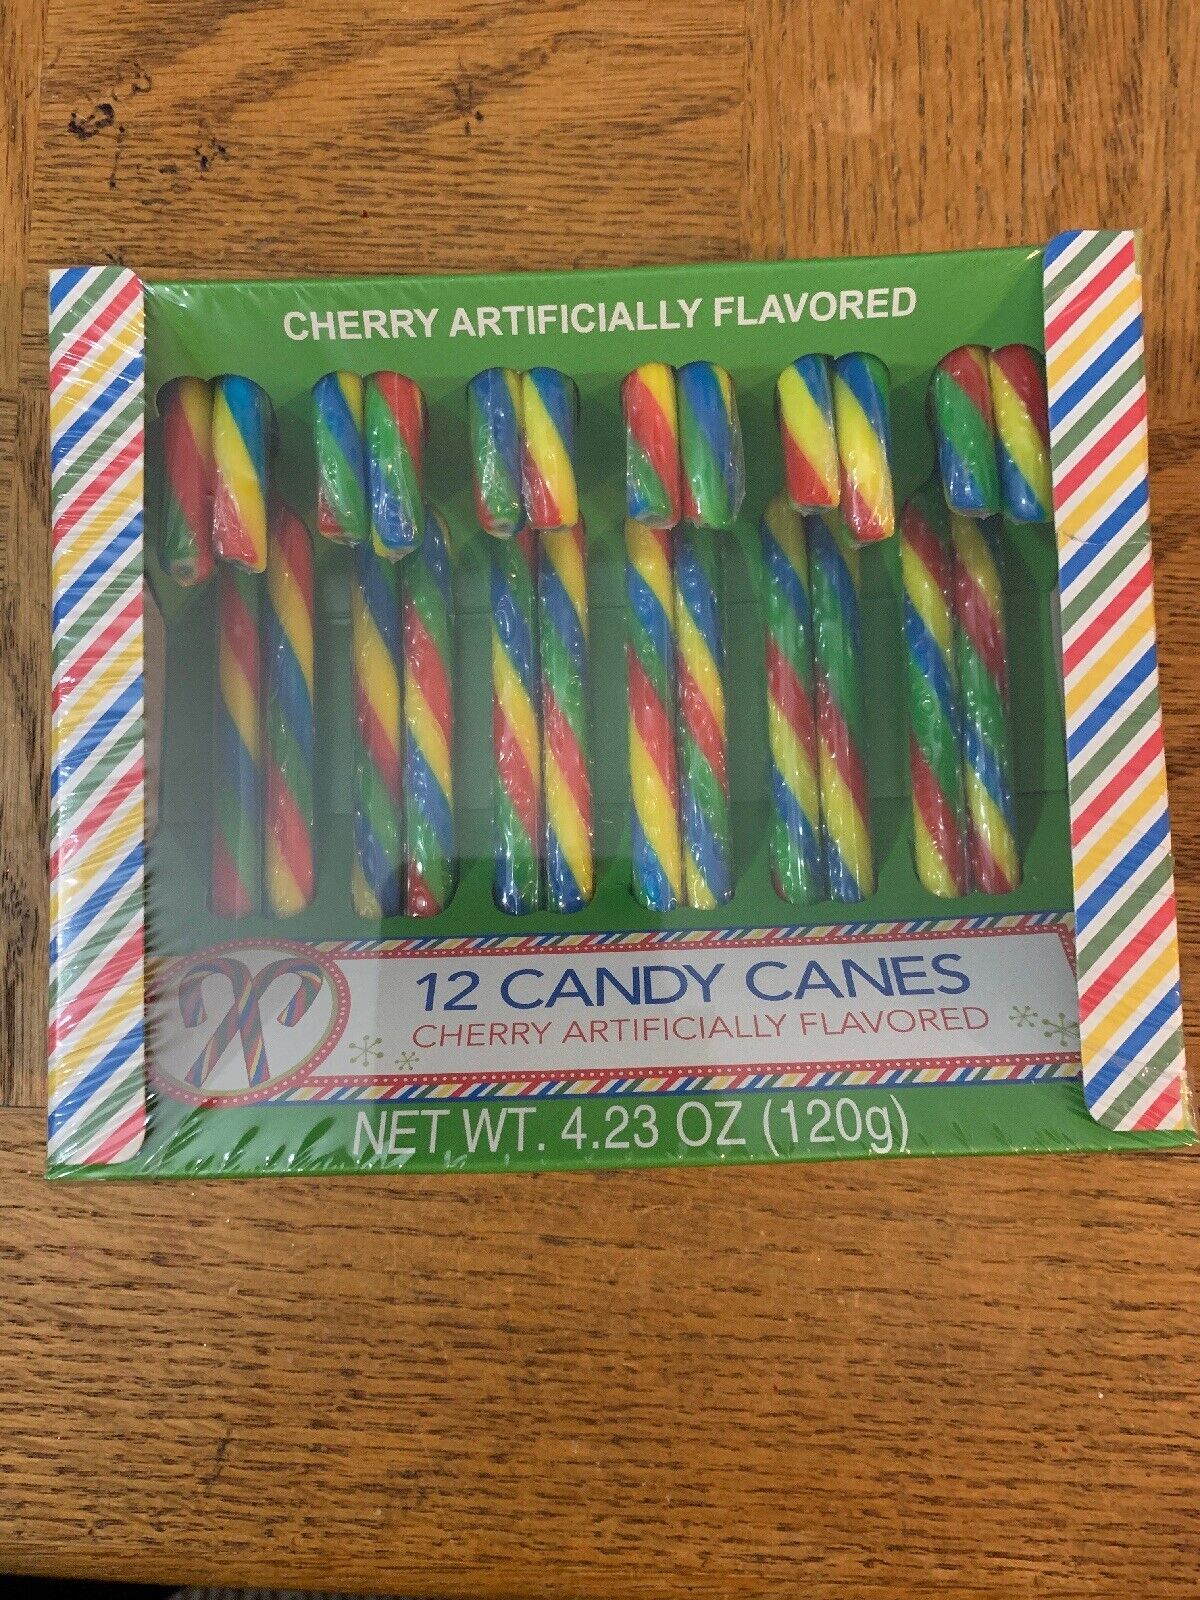 CHERRY ARTIFICIALLY FLAVORED
12 CANDY CANES
CHERRY ARTIFICIALLY FLAVORED
NET WT. 4.23 OZ (120g)